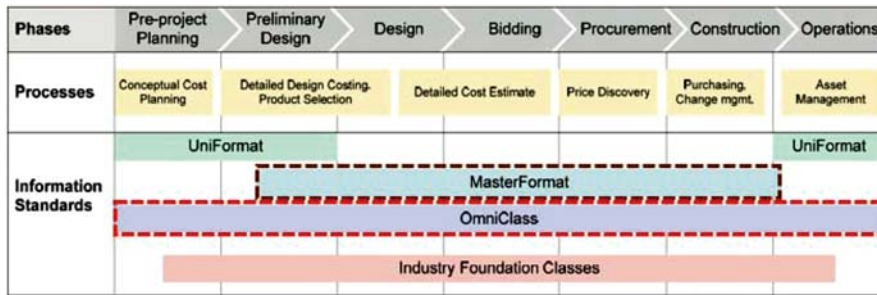 Phases
Pre-project
Planning
Preliminary
Design
Design
Bidding
Procurement
Construction
Operations
Processes
Conceptual Cost
Planning
Detailed Design Costing.
Product Selection
Detailed Cost Estimate
Price Discovery
Purchasing.
Change mgmt.
Asset
Management
Information
Standards
UniFormat
UniFormat
MasterFormat
OmniClass
Industry Foundation Classes